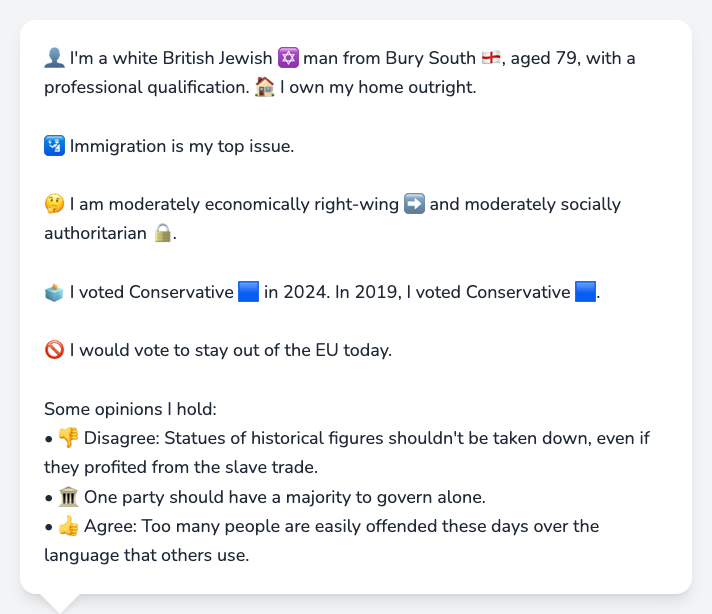 👤 I'm a white British Jewish ✡️ man from Bury South 🏴󠁧󠁢󠁥󠁮󠁧󠁿, aged 79, with a
professional qualification. 🏠 I own my home outright.
🛂 Immigration is my top issue.
🤔 I am moderately economically right-wing ➡️ and moderately socially
authoritarian 🔒.
🗳️ I voted Conservative 🟦 in 2024. In 2019, I voted Conservative 🟦.
🚫 I would vote to stay out of the EU today.
Some opinions I hold:
• 👎 Disagree: Statues of historical figures shouldn't be taken down, even if
they profited from the slave trade.
• 🏛️ One party should have a majority to govern alone.
• 👍 Agree: Too many people are easily offended these days over the
language that others use.